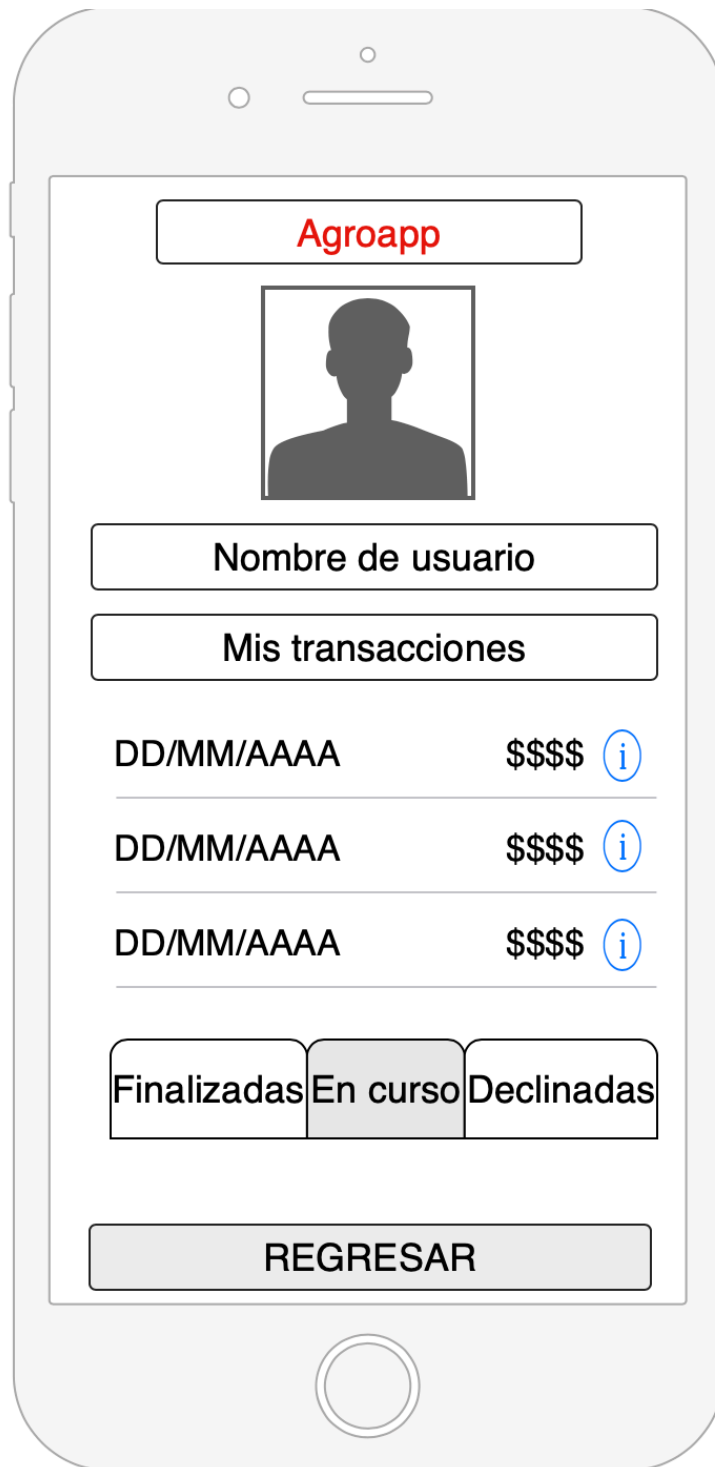 Agroapp
Nombre de usuario
Mis transacciones
DD/MM/AAAA $$$$ i
DD/MM/AAAA $$$$ i
DD/MM/AAAA $$$$ i
Finalizadas En curso Declinadas
REGRESAR